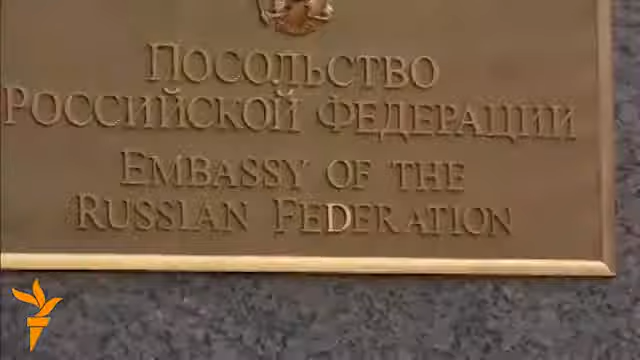 ПОСОЛЬСТВО
РОССИЙСКОЙ ФЕДЕРАЦИИ
EMBASSY OF THE
RUSSIAN FEDERATION